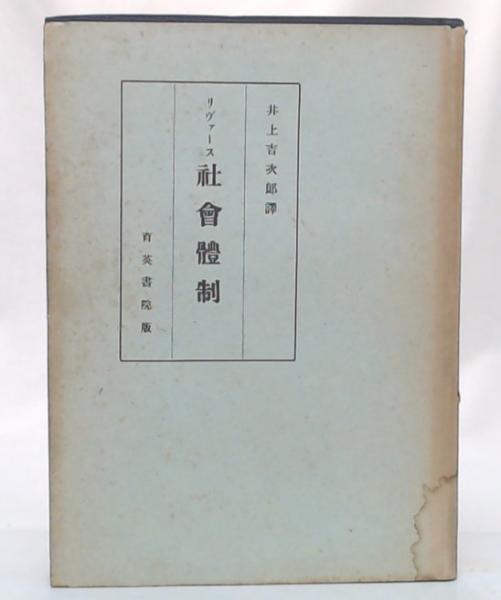 井上吉次郎譯
リヴァース 社會體制
育英書院版